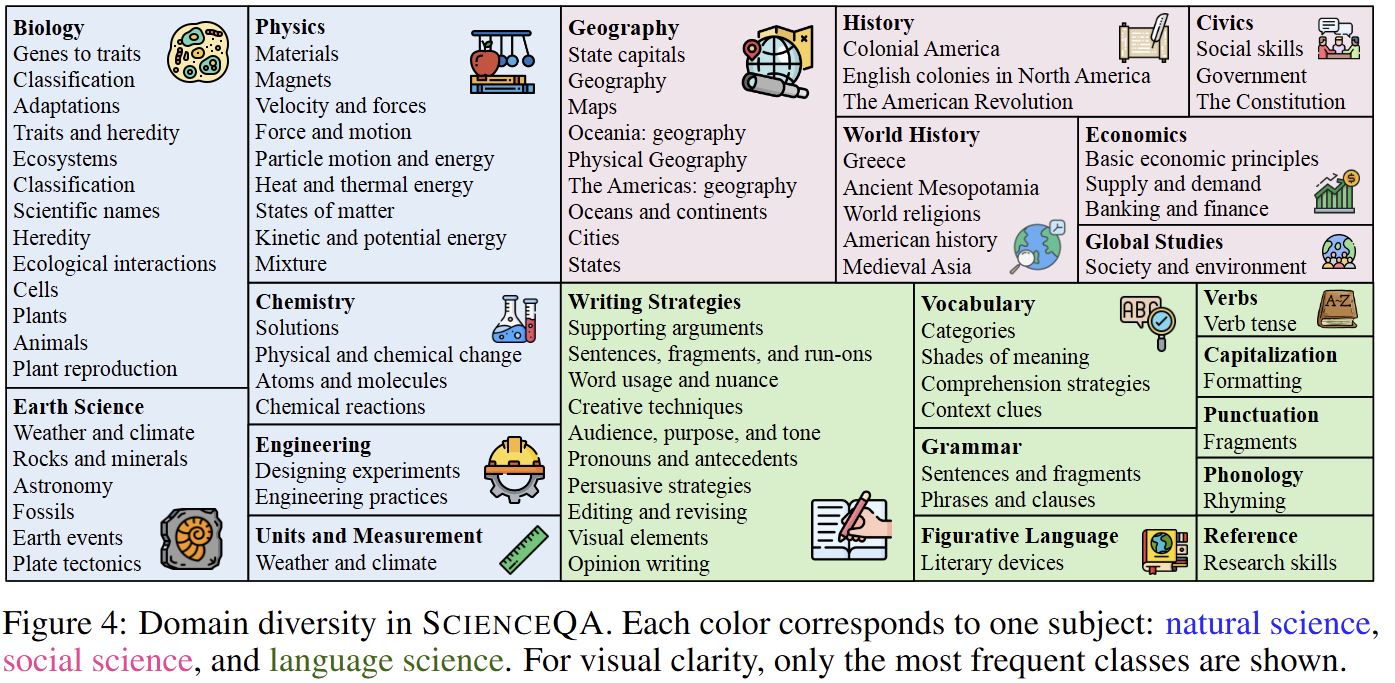 Biology
Genes to traits
Classification
Adaptations
Traits and heredity
Ecosystems
Classification
Scientific names
Heredity
Ecological interactions
Cells
Plants
Animals
Plant reproduction
Earth Science
Weather and climate
Rocks and minerals
Astronomy
Fossils
Earth events
Plate tectonics
Physics
Materials
Magnets
Velocity and forces
Force and motion
Particle motion and energy
Heat and thermal energy
States of matter
Kinetic and potential energy
Mixture
Chemistry
Solutions
Physical and chemical change
Atoms and molecules
Chemical reactions
Engineering
Designing experiments
Engineering practices
Units and Measurement
Weather and climate
Geography
State capitals
Geography
Maps
Oceania: geography
Physical Geography
The Americas: geography
Oceans and continents
Cities
States
History
Colonial America
English colonies in North America
The American Revolution
Civics
Social skills
Government
The Constitution
World History
Greece
Ancient Mesopotamia
World religions
American history
Medieval Asia
Economics
Basic economic principles
Supply and demand
Banking and finance
$
Global Studies
Society and environment
Writing Strategies
Supporting arguments
Sentences, fragments, and run-ons
Word usage and nuance
Creative techniques
Audience, purpose, and tone
Pronouns and antecedents
Persuasive strategies
Editing and revising
Visual elements
Opinion writing
Vocabulary
ABC
Categories
Shades of meaning
Comprehension strategies
Context clues
Grammar
Sentences and fragments
Phrases and clauses
Figurative Language
Literary devices
Verbs
A-Z
Verb tense
Capitalization
Formatting
Punctuation
Fragments
Phonology
Rhyming
Reference
Research skills
Figure 4: Domain diversity in SCIENCEQA. Each color corresponds to one subject: natural science,
social science, and language science. For visual clarity, only the most frequent classes are shown.